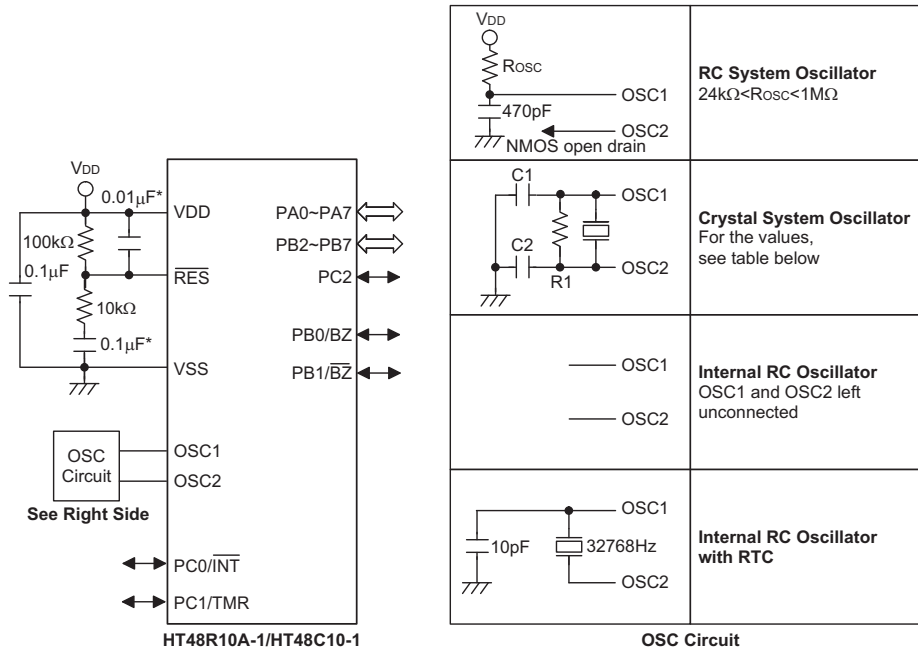 VDD
0.01µF*
100kΩ
0.1µF
10kΩ
0.1µF*
VDD
RES
VSS
OSC
Circuit
See Right Side
OSC1
OSC2
PC0/INT
PC1/TMR
PA0~PA7
PB2~PB7
PC2
PB0/BZ
PB1/BZ
HT48R10A-1/HT48C10-1
VDD
ROSC
470pF
OSC1
OSC2
NMOS open drain
RC System Oscillator
24kΩ<ROSC<1MΩ
C1
C2
R1
OSC1
OSC2
Crystal System Oscillator
For the values,
see table below
OSC1
OSC2
Internal RC Oscillator
OSC1 and OSC2 left
unconnected
10pF
32768Hz
OSC1
OSC2
Internal RC Oscillator
with RTC
OSC Circuit